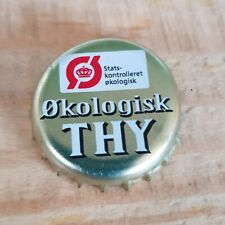 Ø
Stats-
kontrolleret
økologisk
Økologisk
THY